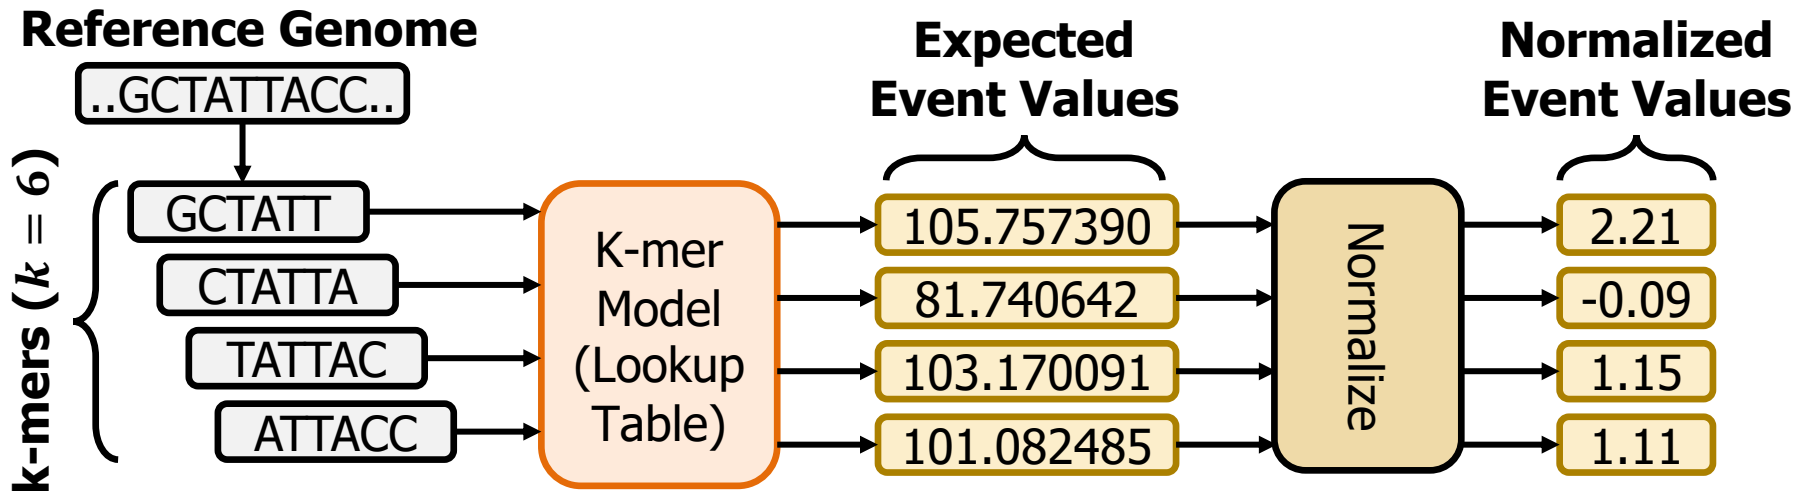 Reference Genome
..GCTATTACC..
k-mers (k = 6)
GCTATT
CTATTA
TATTAC
ATTACC
K-mer
Model
(Lookup
Table)
Expected
Event Values
105.757390
81.740642
103.170091
101.082485
Normalize
Normalized
Event Values
2.21
-0.09
1.15
1.11